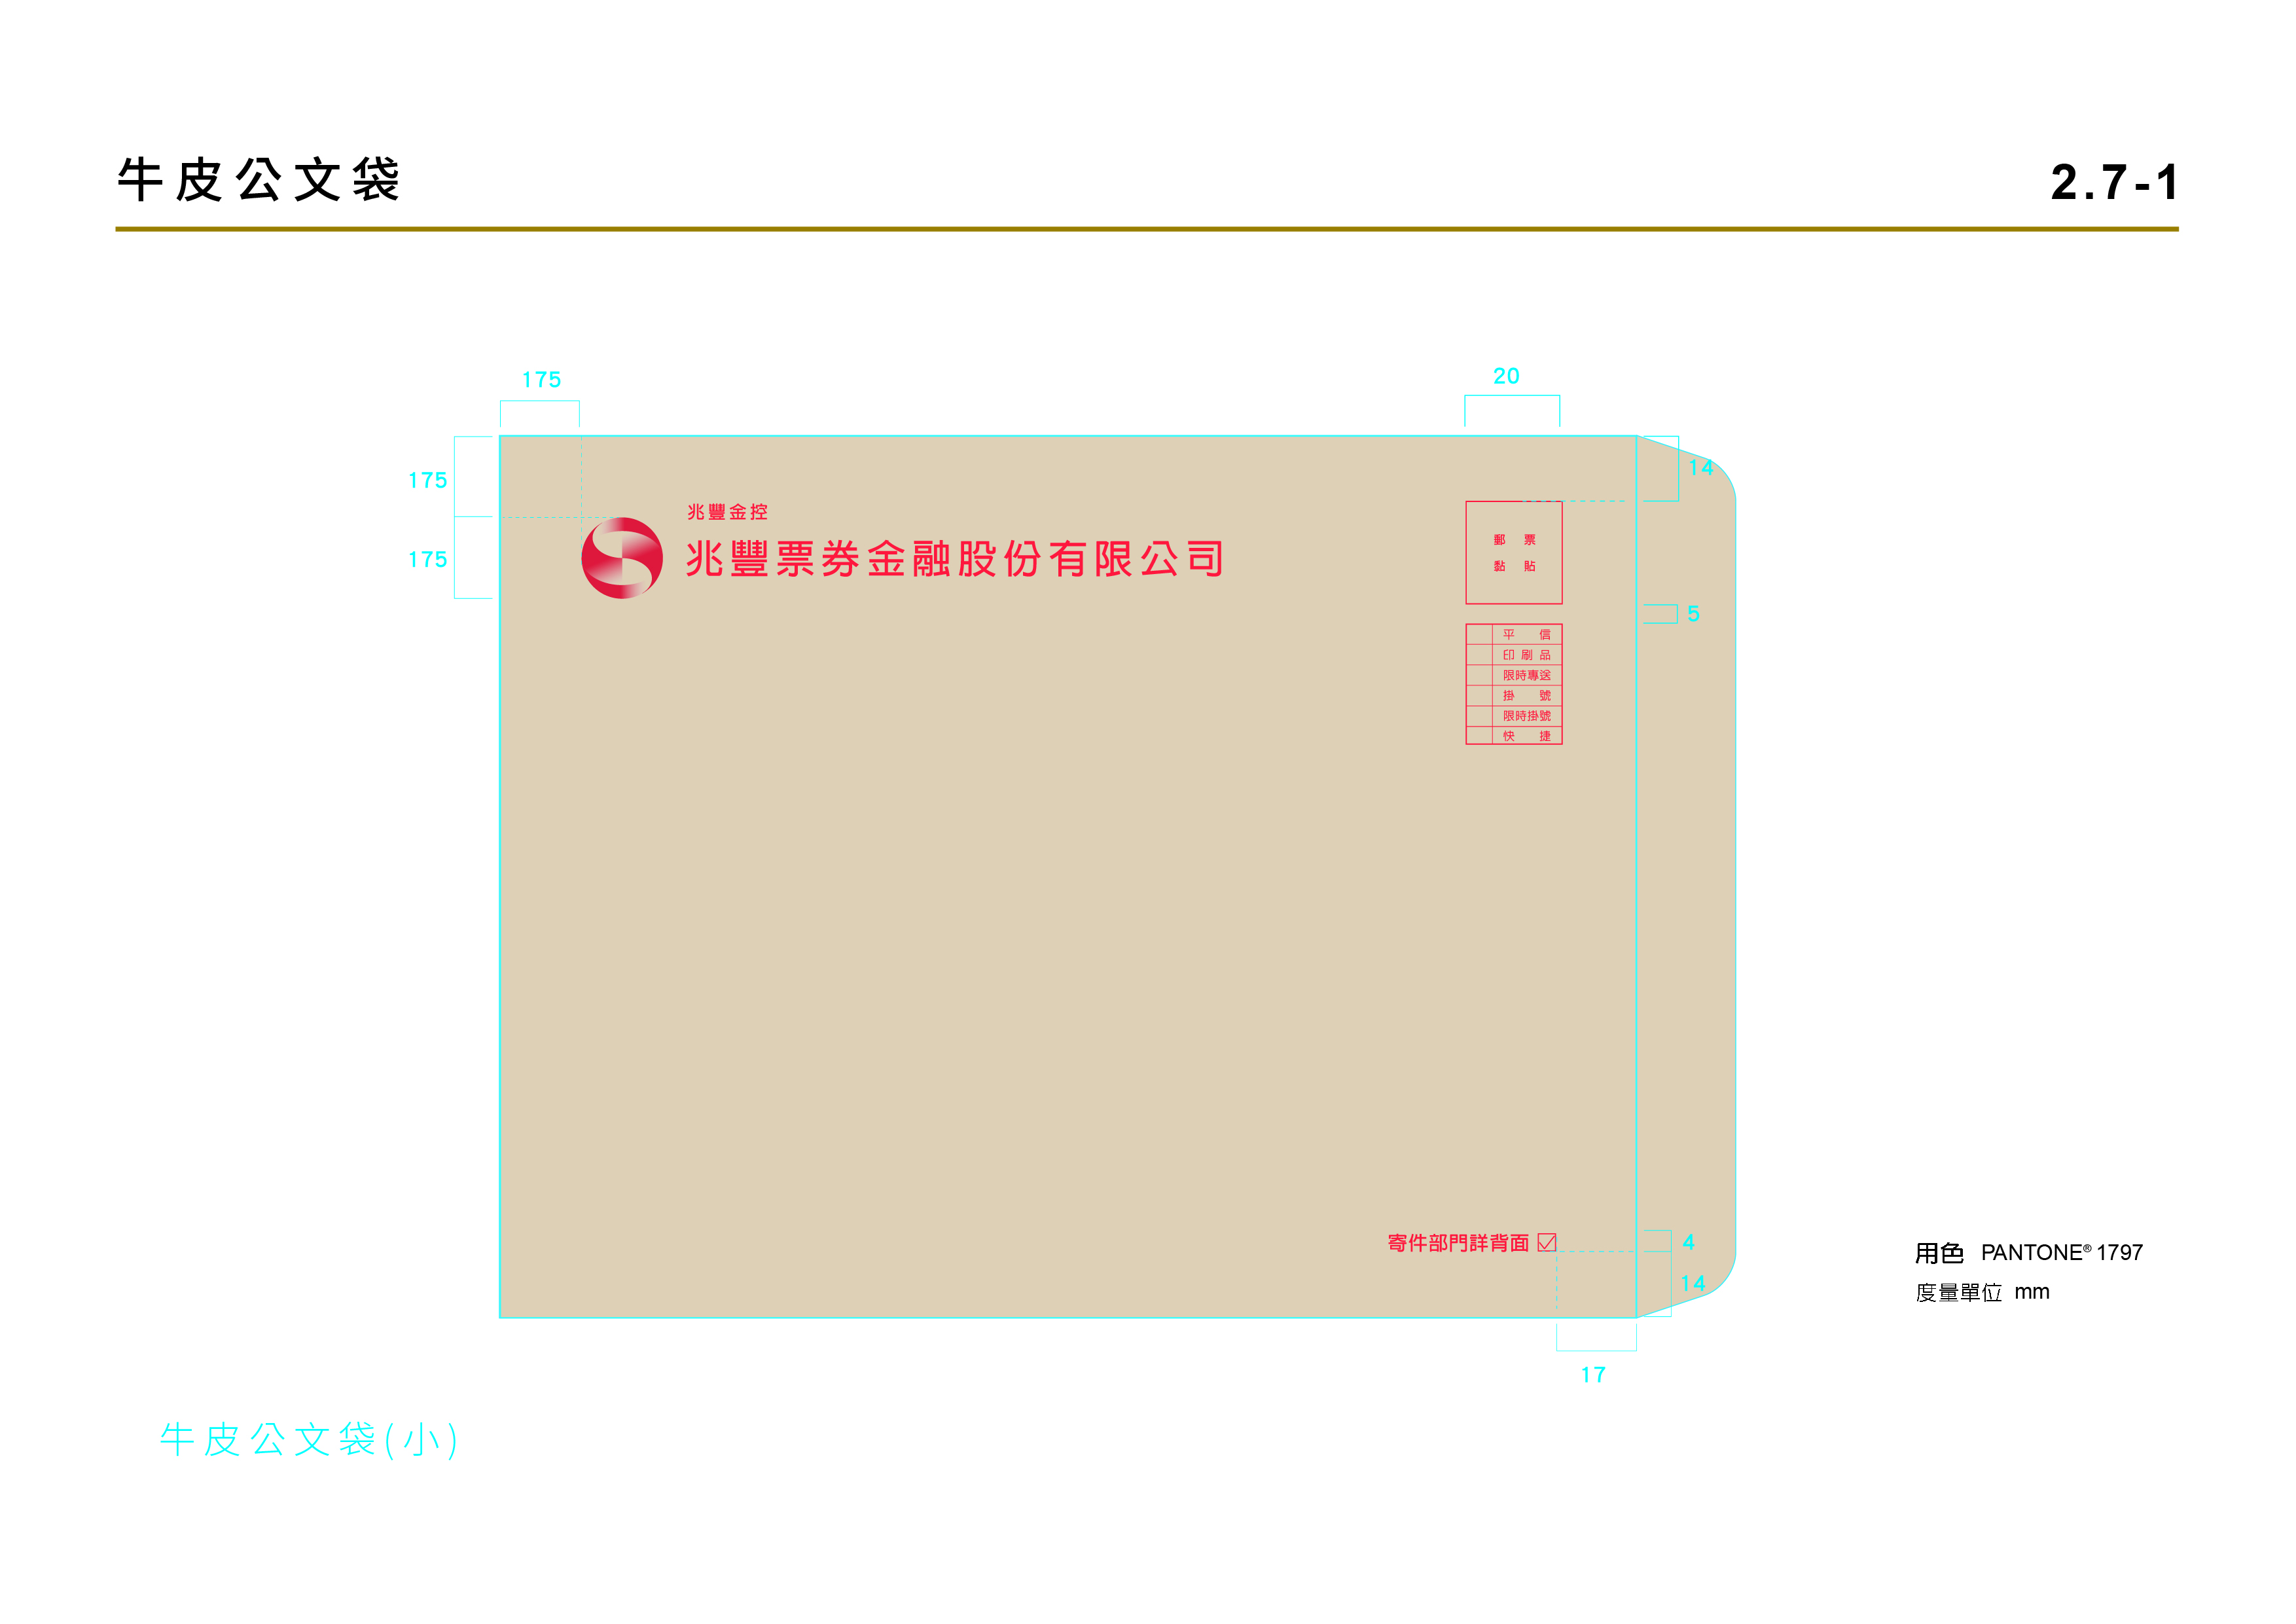 牛皮公文袋
2.7-1
175
20
175
14
175
兆豐金控
兆豐票券金融股份有限公司
郵票
黏貼
5
平信
印刷品
限時專送
掛號
限時掛號
快捷
寄件部門詳背面
4
14
17
用色 PANTONE® 1797
度量單位 mm
牛皮公文袋(小)